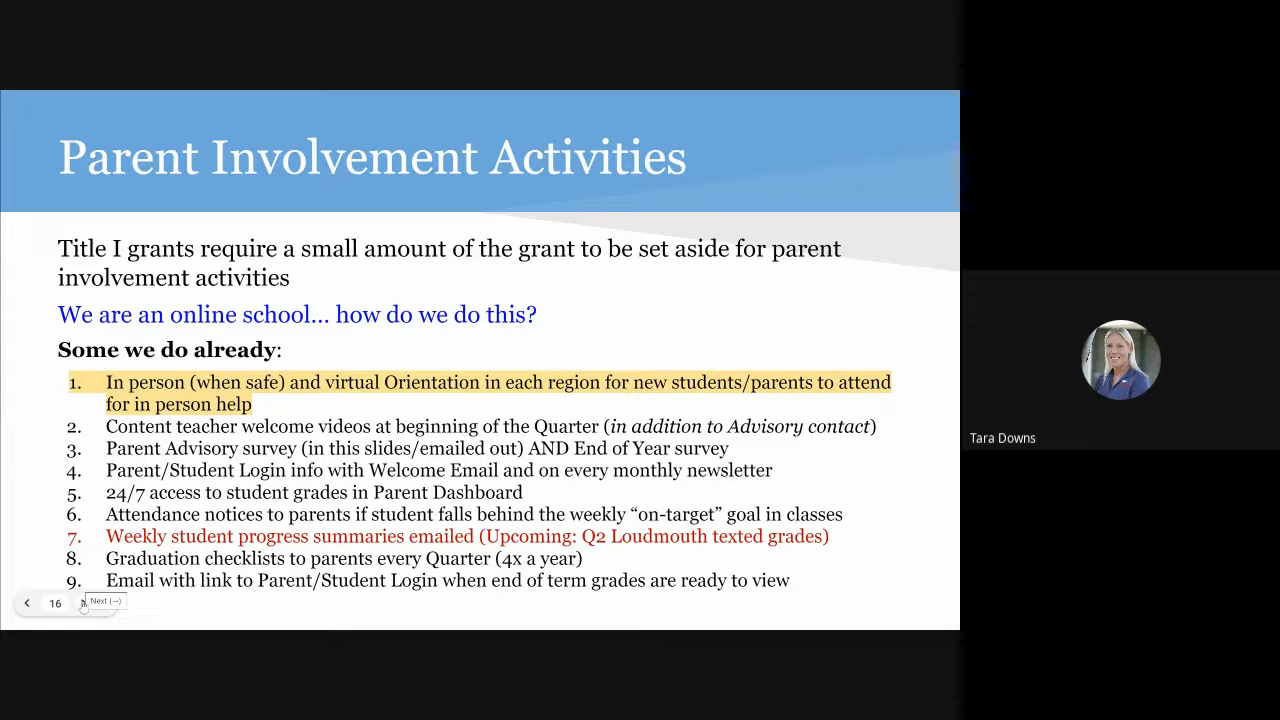 Parent Involvement Activities
Title I grants require a small amount of the grant to be set aside for parent
involvement activities
We are an online school... how do we do this?
Some we do already:
1. In person (when safe) and virtual Orientation in each region for new students/parents to attend
for in person help
2. Content teacher welcome videos at beginning of the Quarter (in addition to Advisory contact)
3. Parent Advisory survey (in this slides/emailed out) AND End of Year survey
4. Parent/Student Login info with Welcome Email and on every monthly newsletter
5. 24/7 access to student grades in Parent Dashboard
6. Attendance notices to parents if student falls behind the weekly “on-target” goal in classes
7. Weekly student progress summaries emailed (Upcoming: Q2 Loudmouth texted grades)
8. Graduation checklists to parents every Quarter (4x a year)
9. Email with link to Parent/Student Login when end of term grades are ready to view
16
Next (→)
Tara Downs